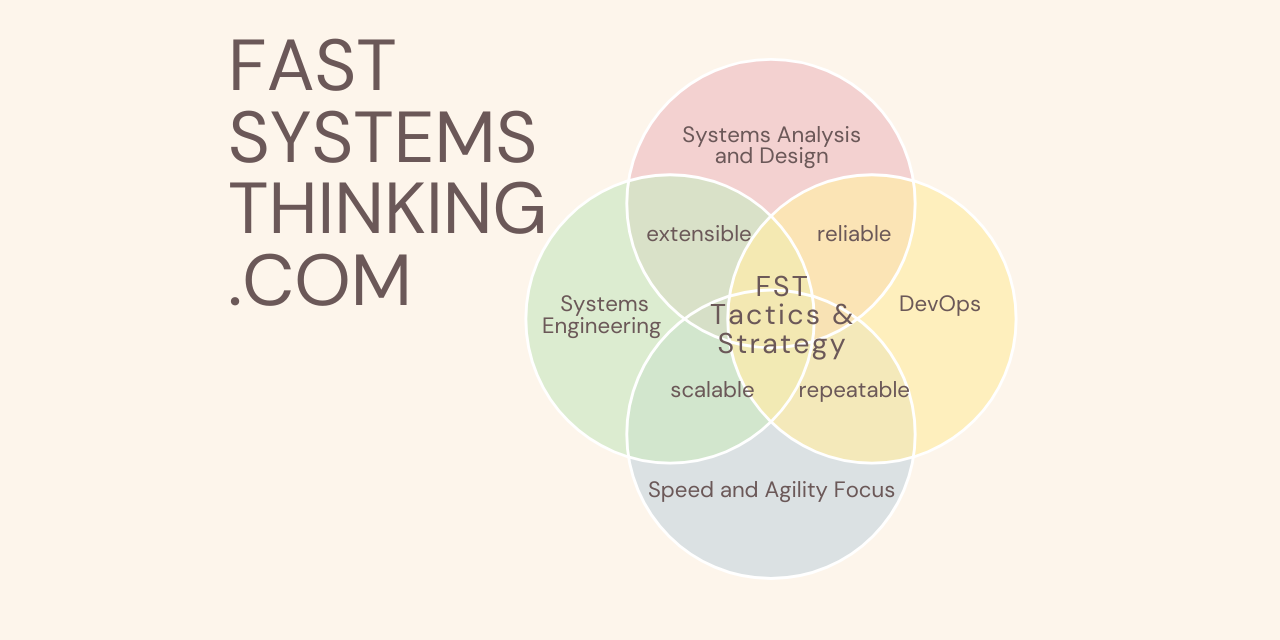 FAST
SYSTEMS
THINKING
.COM
Systems Analysis
and Design
extensible
reliable
Systems
Engineering
FST
Tactics &
Strategy
DevOps
scalable
repeatable
Speed and Agility Focus